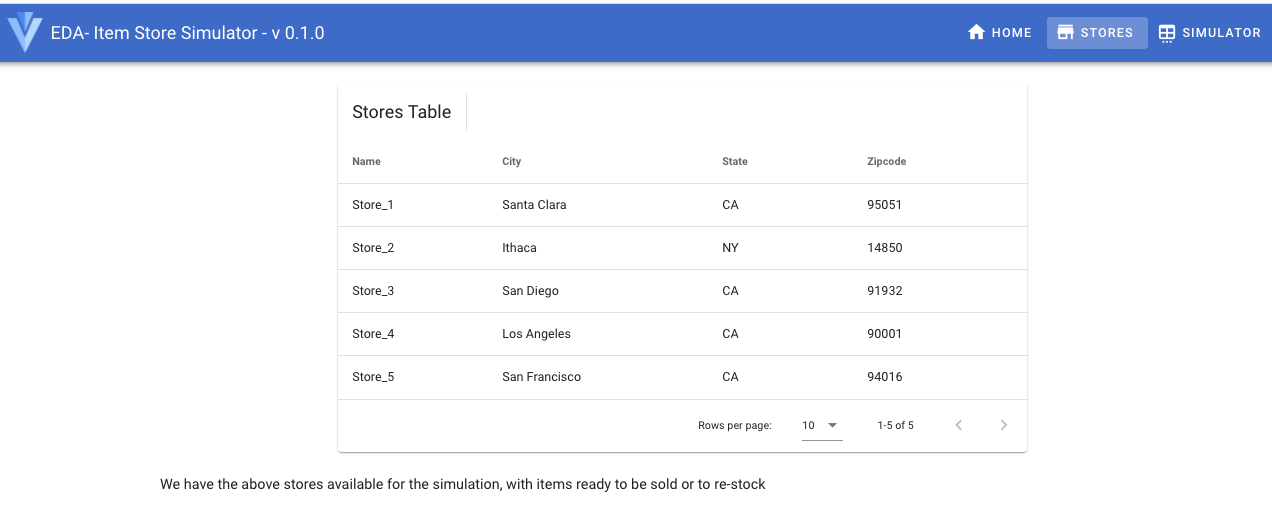 EDA- Item Store Simulator - v 0.1.0 HOME STORES SIMULATOR
Stores Table
Name City State Zipcode
Store_1 Santa Clara CA 95051
Store_2 Ithaca NY 14850
Store_3 San Diego CA 91932
Store_4 Los Angeles CA 90001
Store_5 San Francisco CA 94016
Rows per page: 10 1-5 of 5
We have the above stores available for the simulation, with items ready to be sold or to re-stock